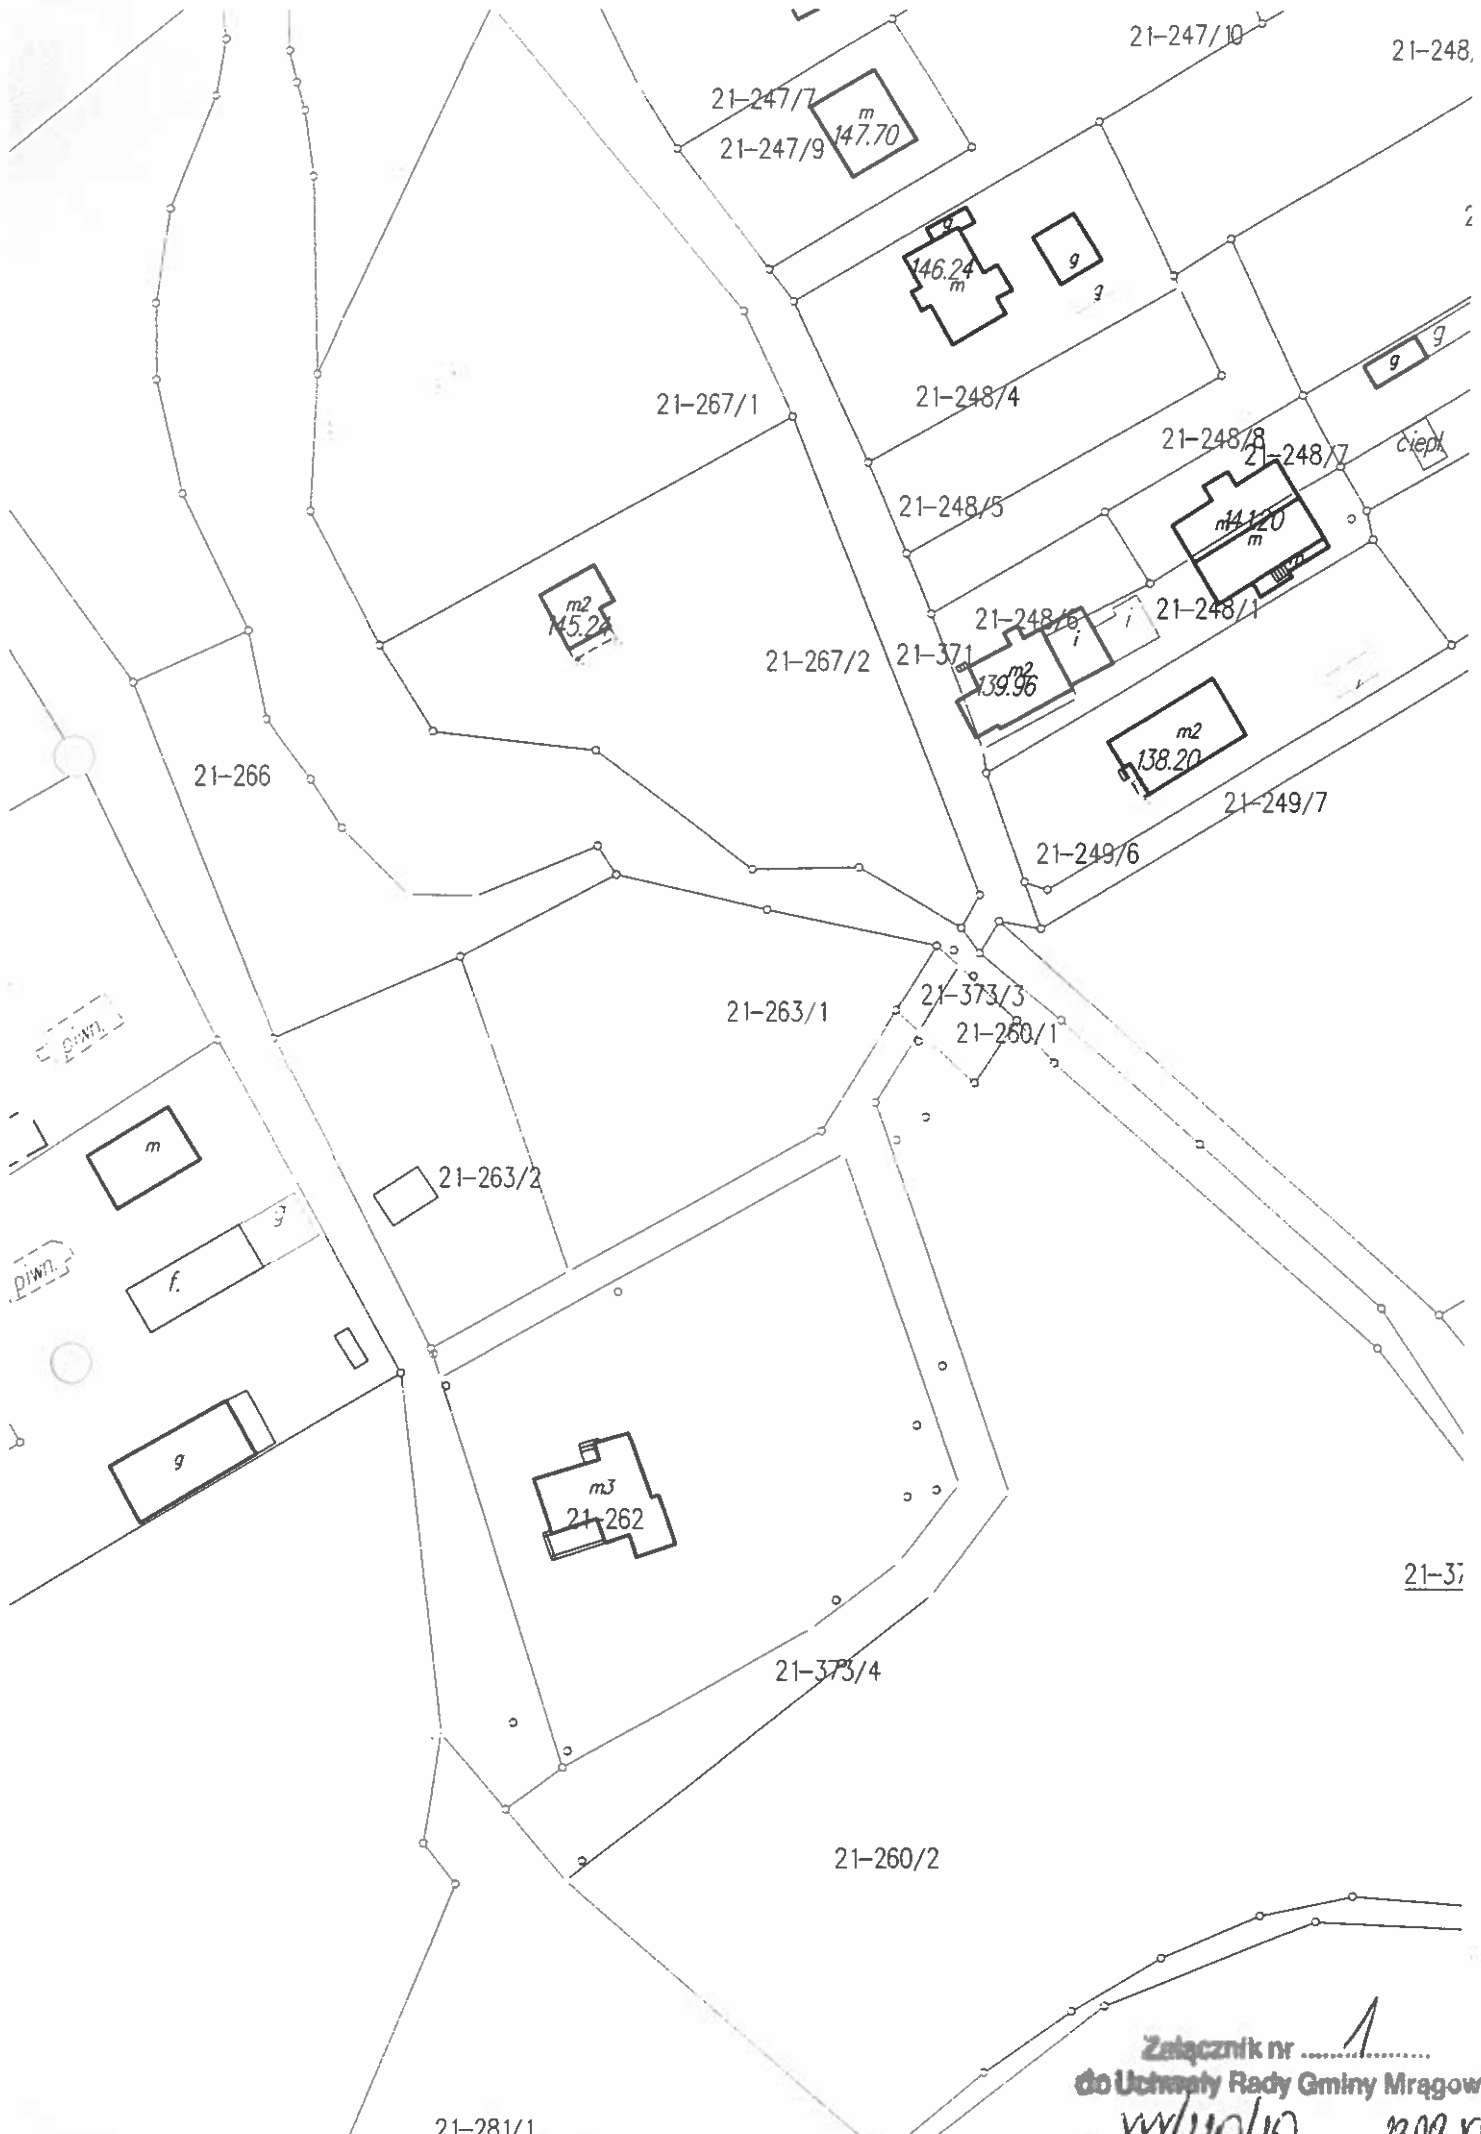 21-247/10
21-248
21-247/7
m
147.70
21-247/9
g
146.24
m
g
g
g
g
21-267/1
21-248/4
21-248/8
21-248/7
ciepł.
21-248/5
m
141.20
m
m2
145.24
21-248/6
i
i
21-248/1
21-267/2
21-371
m2
139.96
i
m2
138.20
21-266
21-249/7
21-249/6
21-373/3
21-263/1
21-260/1
piwn.
m
21-263/2
g
piwn.
f.
g
m3
21-262
21-37
21-373/4
21-260/2
Załącznik nr ....1....
do Uchwały Rady Gminy Mrągow
21-281/1